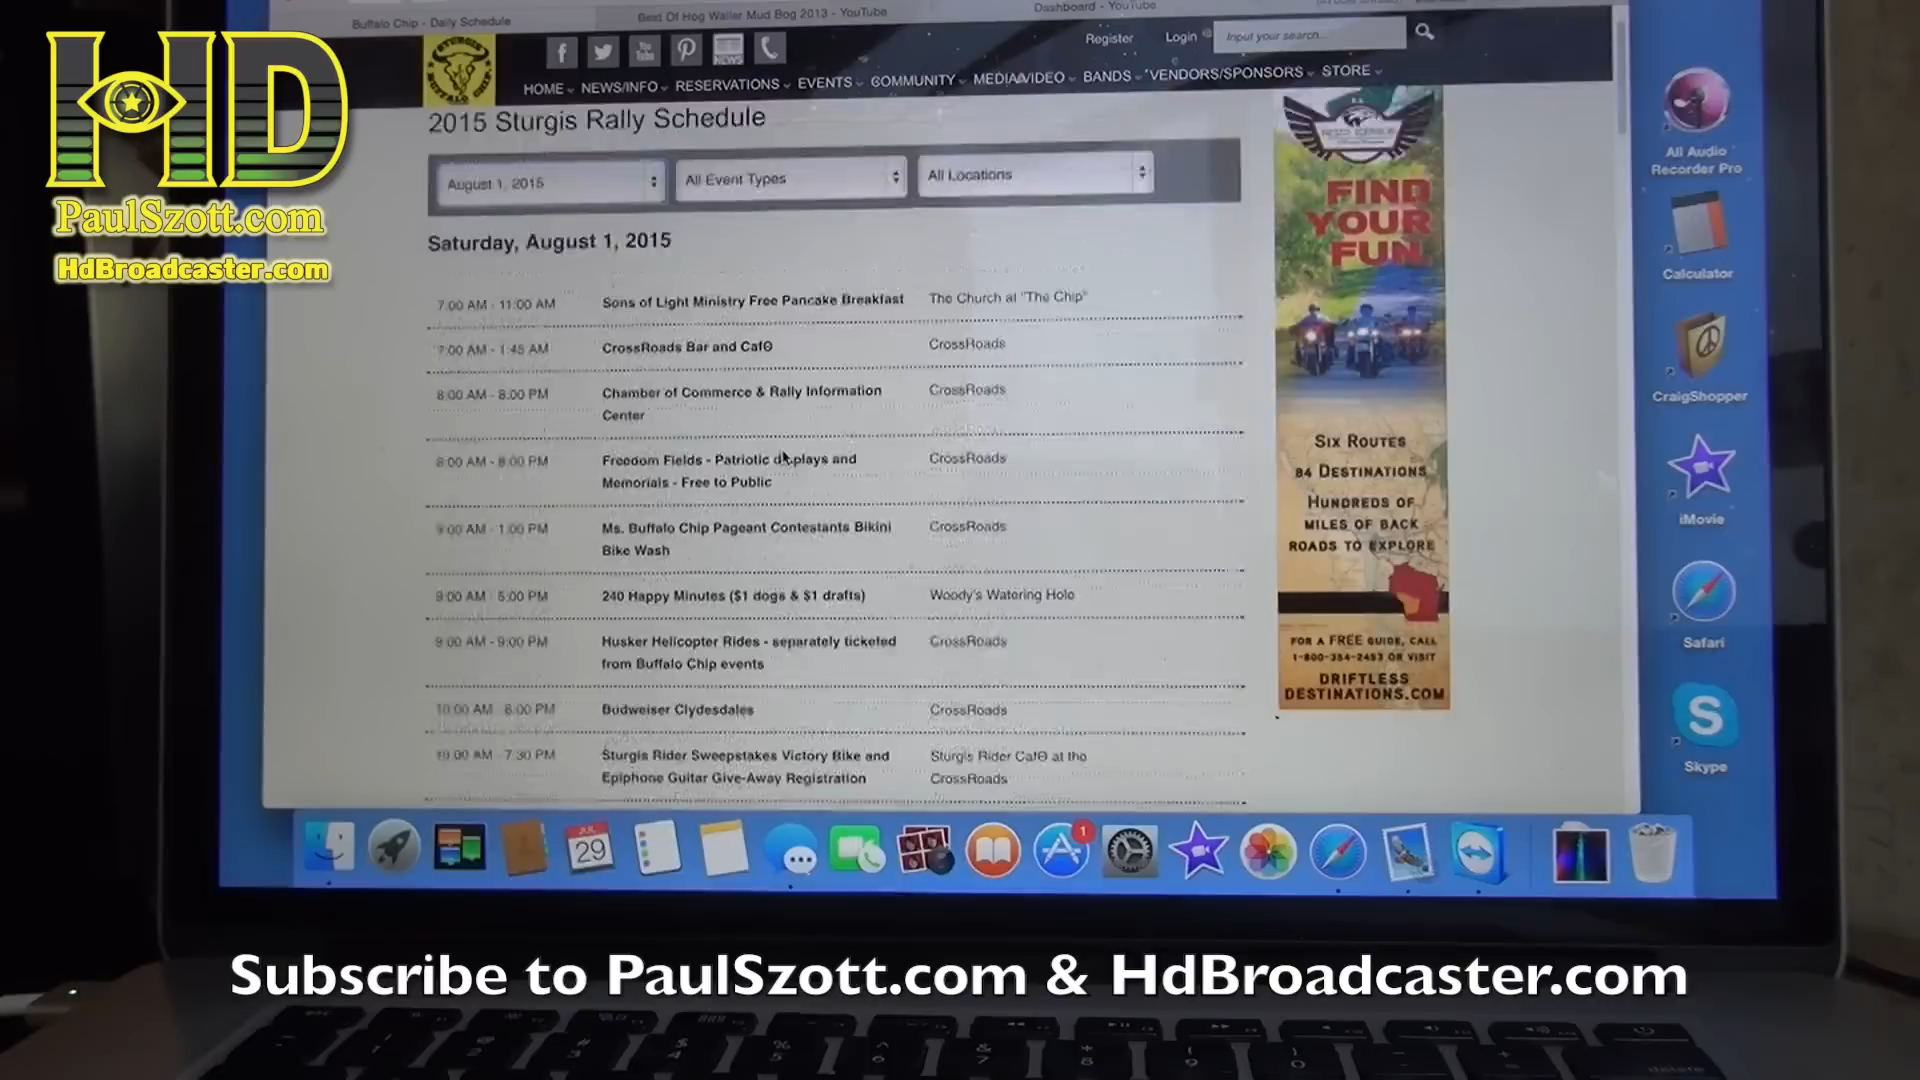 Buffalo Chip - Daily Schedule
Best Of Hog Waller Mud Bog 2013 - YouTube
Dashboard - YouTube
HD
PaulSzott.com
HdBroadcaster.com
STURGIS
BUFFALO CHIP
You Tube
NEWS
Register
Login
Input your search...
HOME
NEWS/INFO
RESERVATIONS
EVENTS
COMMUNITY
MEDIA/VIDEO
BANDS
VENDORS/SPONSORS
STORE
2015 Sturgis Rally Schedule
August 1, 2015
All Event Types
All Locations
Saturday, August 1, 2015
7:00 AM - 11:00 AM
Sons of Light Ministry Free Pancake Breakfast
The Church at "The Chip"
7:00 AM - 1:45 AM
CrossRoads Bar and Cafe
CrossRoads
8:00 AM - 8:00 PM
Chamber of Commerce & Rally Information
Center
CrossRoads
8:00 AM - 8:00 PM
Freedom Fields - Patriotic displays and
Memorials - Free to Public
CrossRoads
9:00 AM - 1:00 PM
Ms. Buffalo Chip Pageant Contestants Bikini
Bike Wash
CrossRoads
9:00 AM - 5:00 PM
240 Happy Minutes ($1 dogs & $1 drafts)
Woody's Watering Hole
9:00 AM - 9:00 PM
Husker Helicopter Rides - separately ticketed
from Buffalo Chip events
CrossRoads
10:00 AM - 6:00 PM
Budweiser Clydesdales
CrossRoads
10:00 AM - 7:30 PM
Sturgis Rider Sweepstakes Victory Bike and
Epiphone Guitar Give-Away Registration
Sturgis Rider Cafe at the
CrossRoads
FIND
YOUR
FUN.
SIX ROUTES
84 DESTINATIONS
HUNDREDS OF
MILES OF BACK
ROADS TO EXPLORE
FOR A FREE GUIDE, CALL
1-800-354-2453 OR VISIT
DRIFTLESS
DESTINATIONS.COM
All Audio
Recorder Pro
Calculator
CraigShopper
iMovie
Safari
Skype
JUL
29
1
Subscribe to PaulSzott.com & HdBroadcaster.com
delete